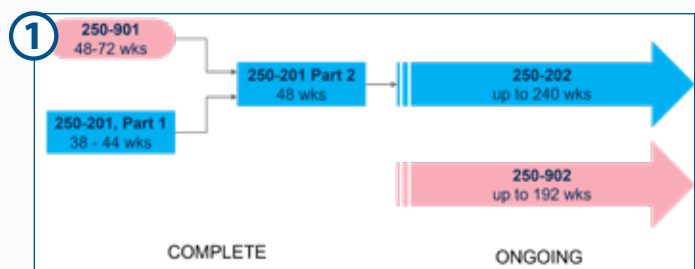 1
250-901
48-72 wks
250-201 Part 2
48 wks
250-202
up to 240 wks
250-201, Part 1
38 - 44 wks
250-902
up to 192 wks
COMPLETE
ONGOING